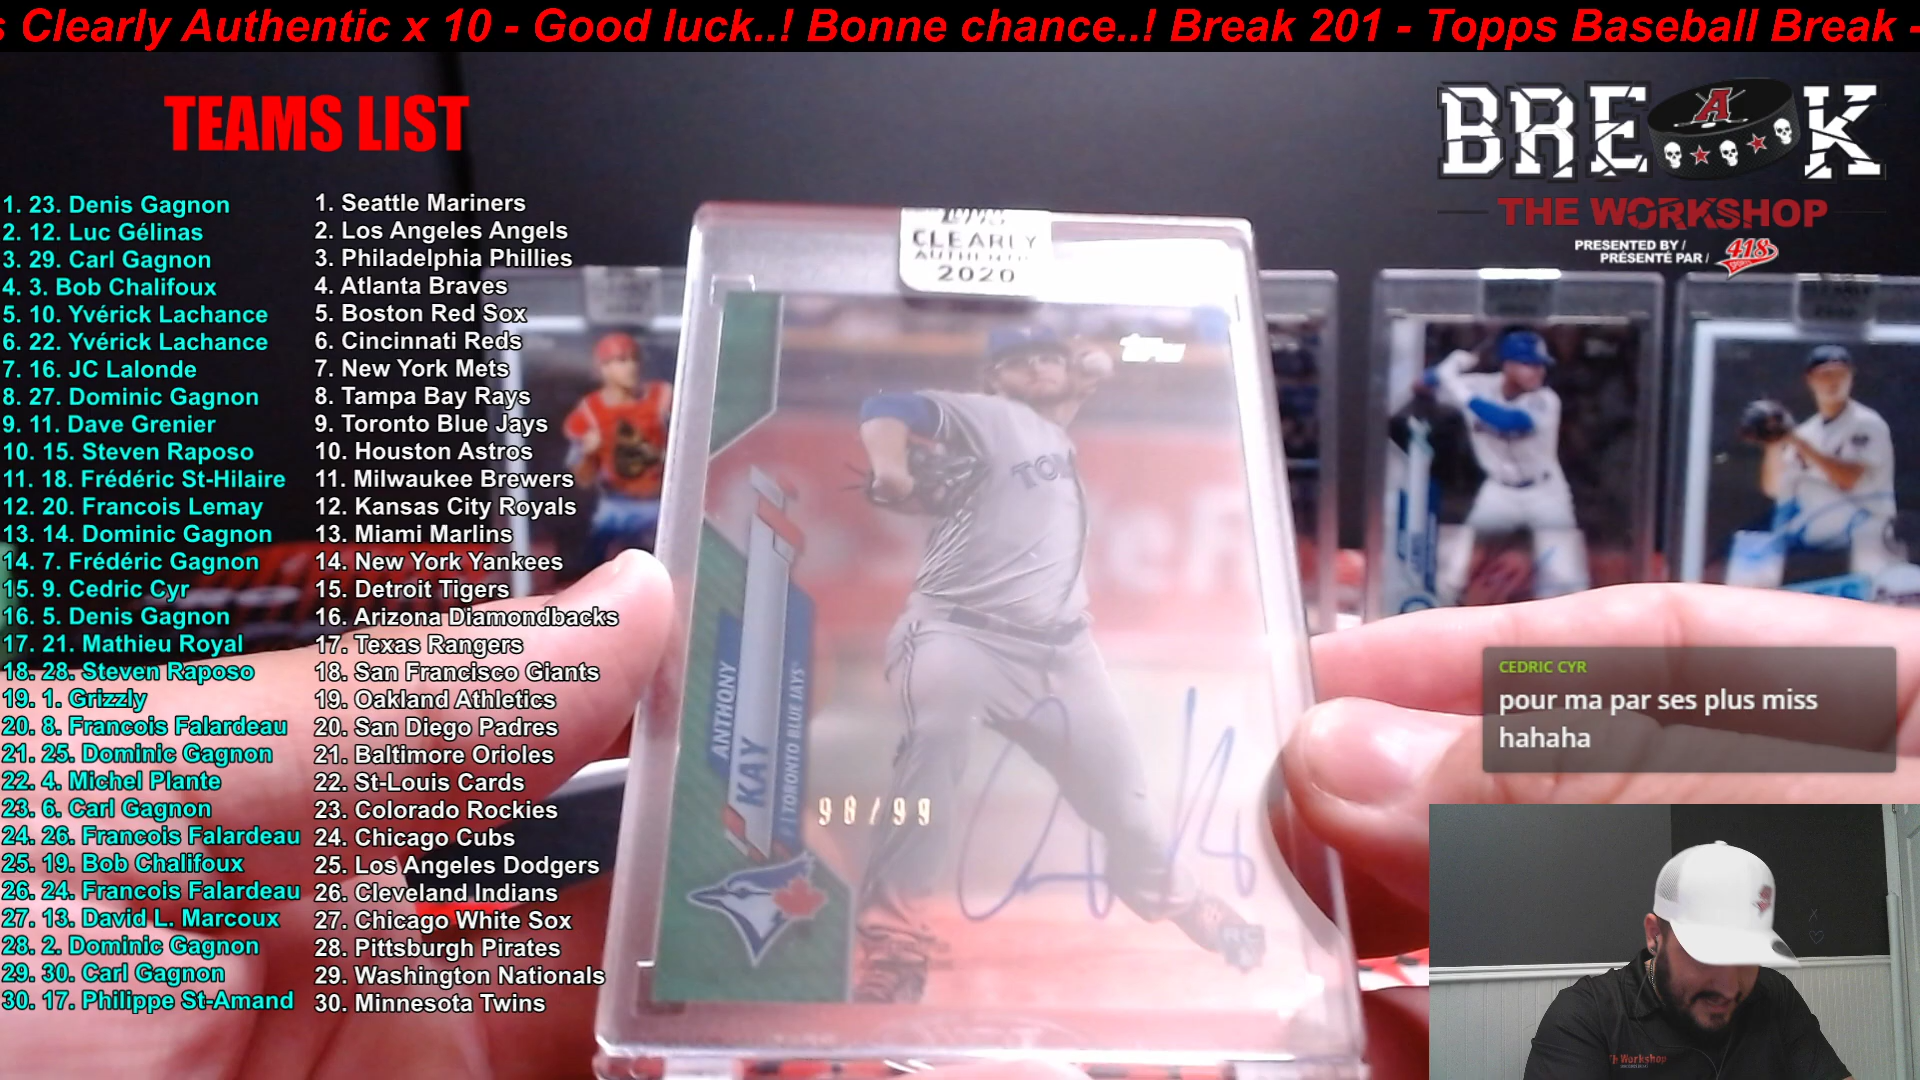 s Clearly Authentic x 10 - Good luck..! Bonne chance..! Break 201 - Topps Baseball Break -
TEAMS LIST
1. 23. Denis Gagnon
2. 12. Luc Gélinas
3. 29. Carl Gagnon
4. 3. Bob Chalifoux
5. 10. Yvérick Lachance
6. 22. Yvérick Lachance
7. 16. JC Lalonde
8. 27. Dominic Gagnon
9. 11. Dave Grenier
10. 15. Steven Raposo
11. 18. Frédéric St-Hilaire
12. 20. Francois Lemay
13. 14. Dominic Gagnon
14. 7. Frédéric Gagnon
15. 9. Cedric Cyr
16. 5. Denis Gagnon
17. 21. Mathieu Royal
18. 28. Steven Raposo
19. 1. Grizzly
20. 8. Francois Falardeau
21. 25. Dominic Gagnon
22. 4. Michel Plante
23. 6. Carl Gagnon
24. 26. Francois Falardeau
25. 19. Bob Chalifoux
26. 24. Francois Falardeau
27. 13. David L. Marcoux
28. 2. Dominic Gagnon
29. 30. Carl Gagnon
30. 17. Philippe St-Amand
1. Seattle Mariners
2. Los Angeles Angels
3. Philadelphia Phillies
4. Atlanta Braves
5. Boston Red Sox
6. Cincinnati Reds
7. New York Mets
8. Tampa Bay Rays
9. Toronto Blue Jays
10. Houston Astros
11. Milwaukee Brewers
12. Kansas City Royals
13. Miami Marlins
14. New York Yankees
15. Detroit Tigers
16. Arizona Diamondbacks
17. Texas Rangers
18. San Francisco Giants
19. Oakland Athletics
20. San Diego Padres
21. Baltimore Orioles
22. St-Louis Cards
23. Colorado Rockies
24. Chicago Cubs
25. Los Angeles Dodgers
26. Cleveland Indians
27. Chicago White Sox
28. Pittsburgh Pirates
29. Washington Nationals
30. Minnesota Twins
CLEARLY
AUTHENTIC
2020
topps
ANTHONY
KAY
P | TORONTO BLUE JAYS
98/99
RC
BREAK
THE WORKSHOP
PRESENTED BY /
PRÉSENTÉ PAR /
418
CEDRIC CYR
pour ma par ses plus miss
hahaha